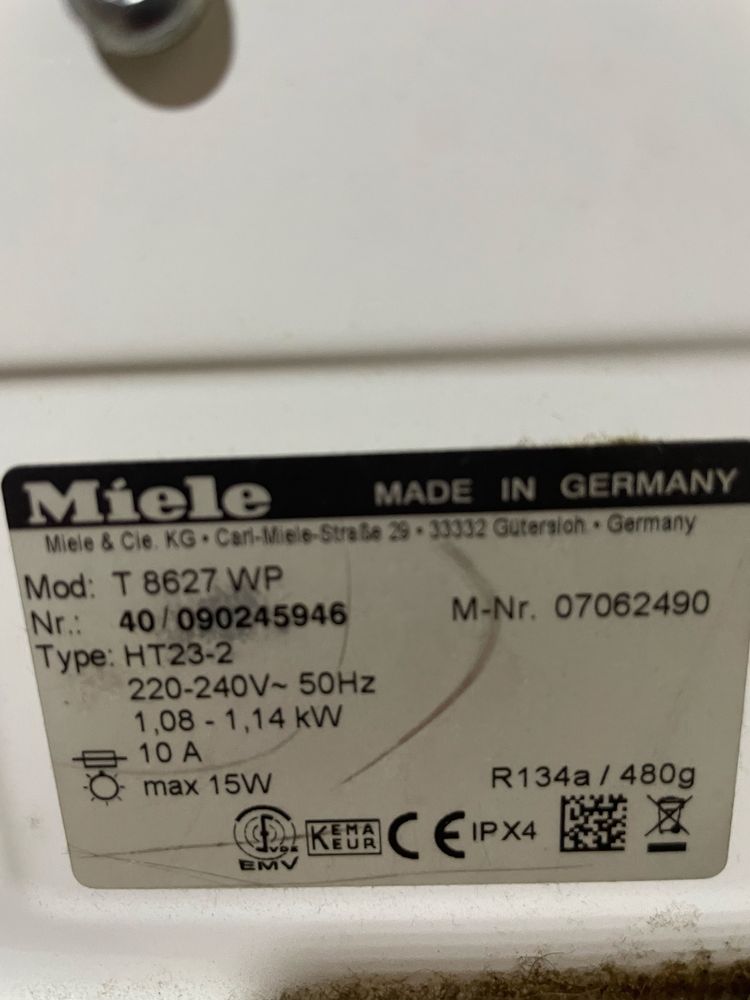 Miele MADE IN GERMANY
Miele & Cie. KG • Carl-Miele-Straße 29 • 33332 Gütersloh • Germany
Mod: T 8627 WP
Nr.: 40/090245946 M-Nr. 07062490
Type: HT23-2
220-240V~ 50Hz
1,08 - 1,14 kW
10 A
max 15W R134a / 480g
VDE
EMV
KEMA
KEUR
CE IPX4